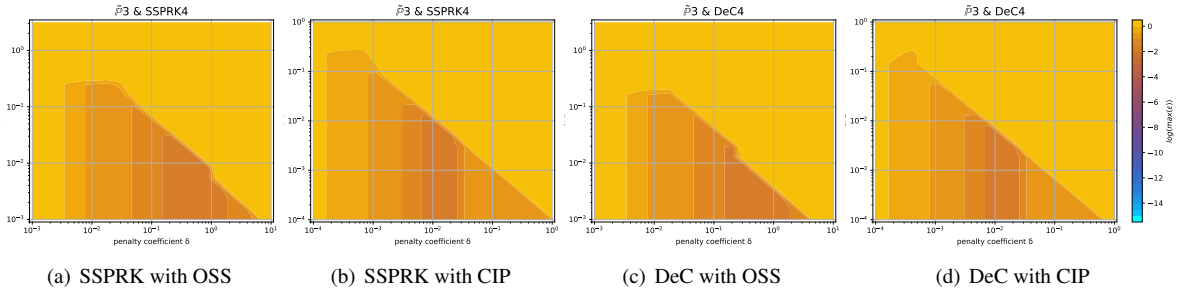 ℙ̃3 & SSPRK4
ℙ̃3 & SSPRK4
ℙ̃3 & DeC4
ℙ̃3 & DeC4
10⁰
10⁻¹
10⁻²
10⁻³
10⁻³ 10⁻² 10⁻¹ 10⁰ 10¹
penalty coefficient δ
10⁰
10⁻¹
10⁻²
10⁻³
10⁻⁴
10⁻⁴ 10⁻³ 10⁻² 10⁻¹ 10⁰
penalty coefficient δ
10⁰
10⁻¹
10⁻²
10⁻³
10⁻³ 10⁻² 10⁻¹ 10⁰ 10¹
penalty coefficient δ
10⁰
10⁻¹
10⁻²
10⁻³
10⁻⁴
10⁻⁴ 10⁻³ 10⁻² 10⁻¹ 10⁰
penalty coefficient δ
0
−2
−4
−6
−8
−10
−12
−14
log(max(ε))
(a) SSPRK with OSS
(b) SSPRK with CIP
(c) DeC with OSS
(d) DeC with CIP